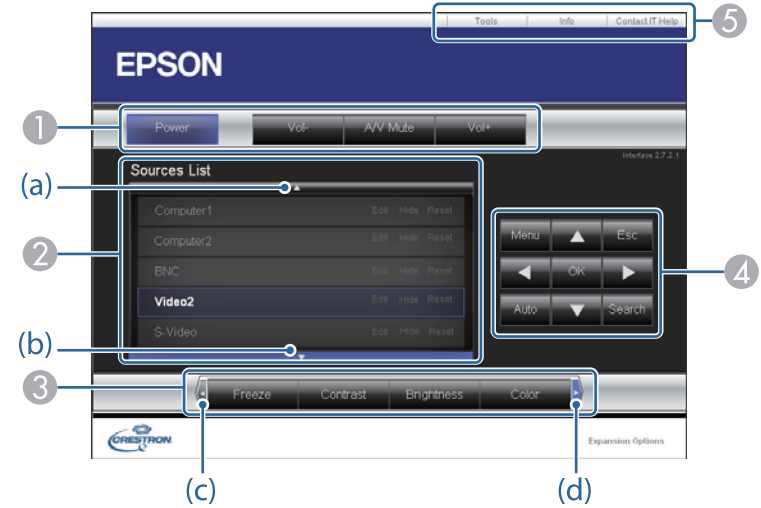 Tools Info Contact IT Help
5
EPSON
1
Power Vol- A/V Mute Vol+
Interface 2.7.2.1
Sources List
(a)
Computer1 Edit Hide Reset
Computer2 Edit Hide Reset
2
BNC Edit Hide Reset
Video2 Edit Hide Reset
S-Video Edit Hide Reset
(b)
Menu Esc
OK
4
Auto Search
3
Freeze Contrast Brightness Color
CRESTRON
Expansion Options
(c) (d)